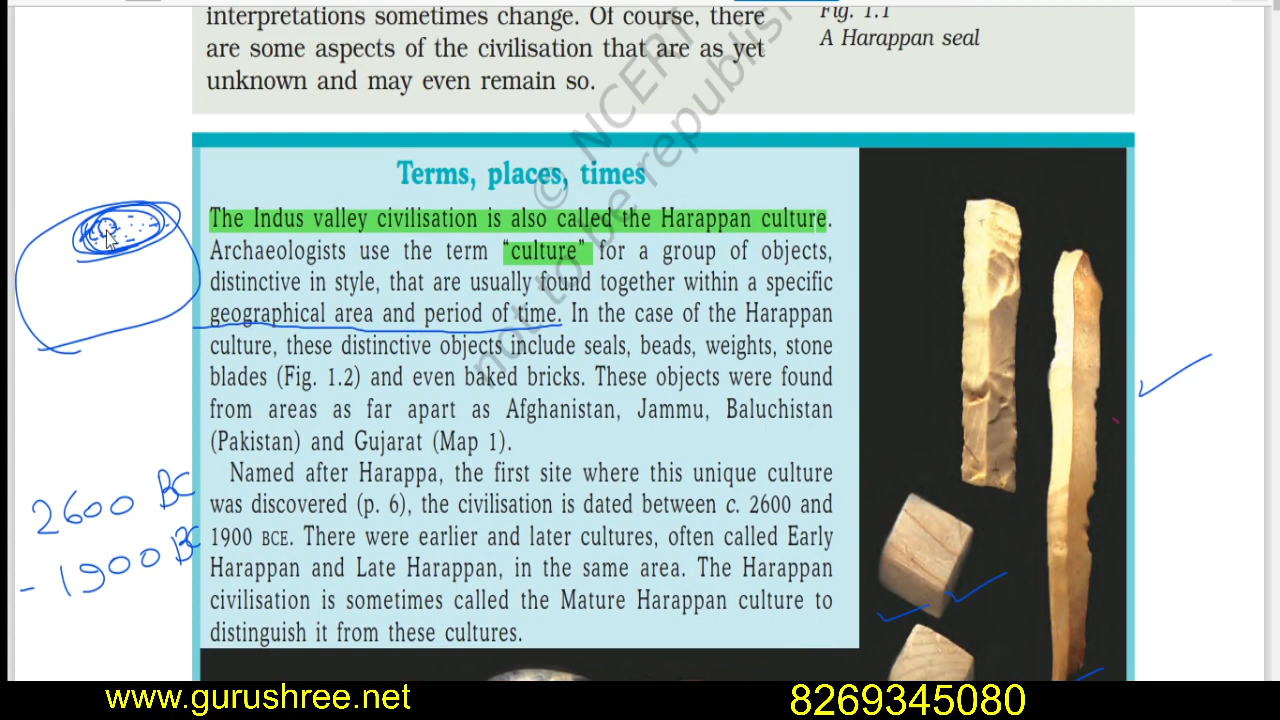 interpretations sometimes change. Of course, there
are some aspects of the civilisation that are as yet
unknown and may even remain so.
Fig. 1.1
A Harappan seal
© NCERT
not to be republish
Terms, places, times
The Indus valley civilisation is also called the Harappan culture.
Archaeologists use the term “culture” for a group of objects,
distinctive in style, that are usually found together within a specific
geographical area and period of time. In the case of the Harappan
culture, these distinctive objects include seals, beads, weights, stone
blades (Fig. 1.2) and even baked bricks. These objects were found
from areas as far apart as Afghanistan, Jammu, Baluchistan
(Pakistan) and Gujarat (Map 1).
Named after Harappa, the first site where this unique culture
was discovered (p. 6), the civilisation is dated between c. 2600 and
1900 BCE. There were earlier and later cultures, often called Early
Harappan and Late Harappan, in the same area. The Harappan
civilisation is sometimes called the Mature Harappan culture to
distinguish it from these cultures.
2600 BC
- 1900 BC
www.gurushree.net
8269345080